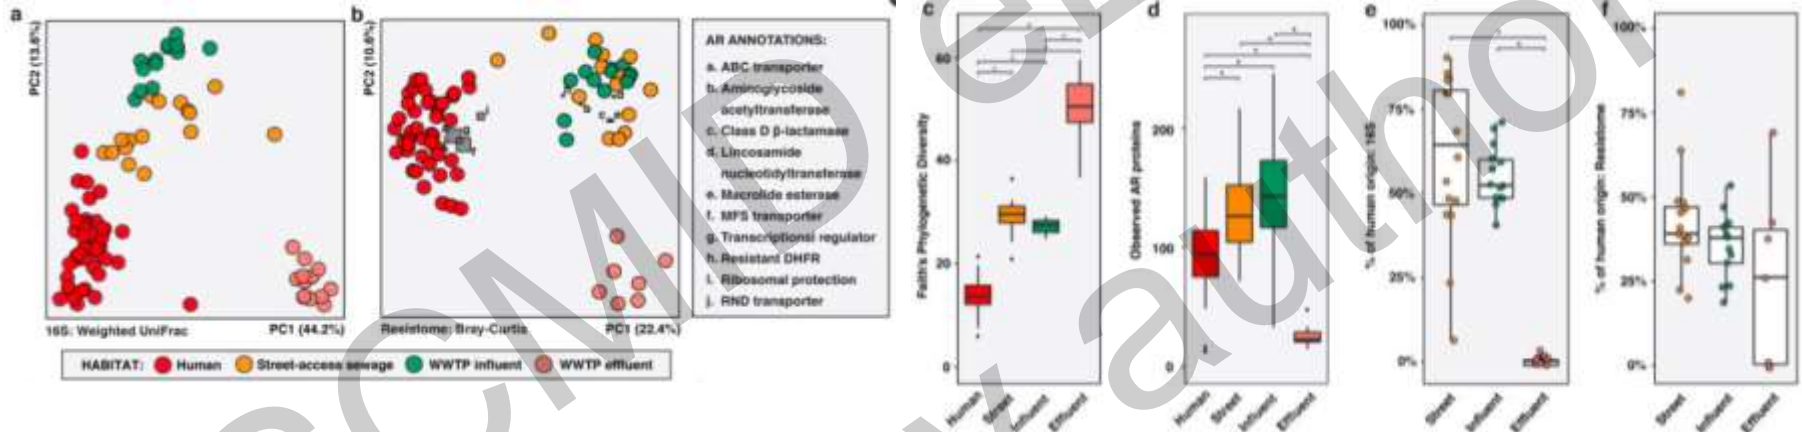 a
PC2 (13.6%)
16S: Weighted UniFrac
PC1 (44.2%)
b
PC2 (10.6%)
Resistome: Bray-Curtis
PC1 (22.4%)
AR ANNOTATIONS:
a. ABC transporter
b. Aminoglycoside
acetyltransferase
c. Class D β-lactamase
d. Lincosamide
nucleotidyltransferase
e. Macrolide esterase
f. MFS transporter
g. Transcriptional regulator
h. Resistant DHFR
i. Ribosomal protection
j. RND transporter
HABITAT: Human Street-access sewage WWTP influent WWTP effluent
c
Faith's Phylogenetic Diversity
60
40
20
0
Human
Street
Influent
Effluent
d
Observed AR proteins
200
100
0
Human
Street
Influent
Effluent
e
% of human origin: 16S
100%
75%
50%
25%
0%
Street
Influent
Effluent
f
% of human origin: Resistome
100%
75%
50%
25%
0%
Street
Influent
Effluent